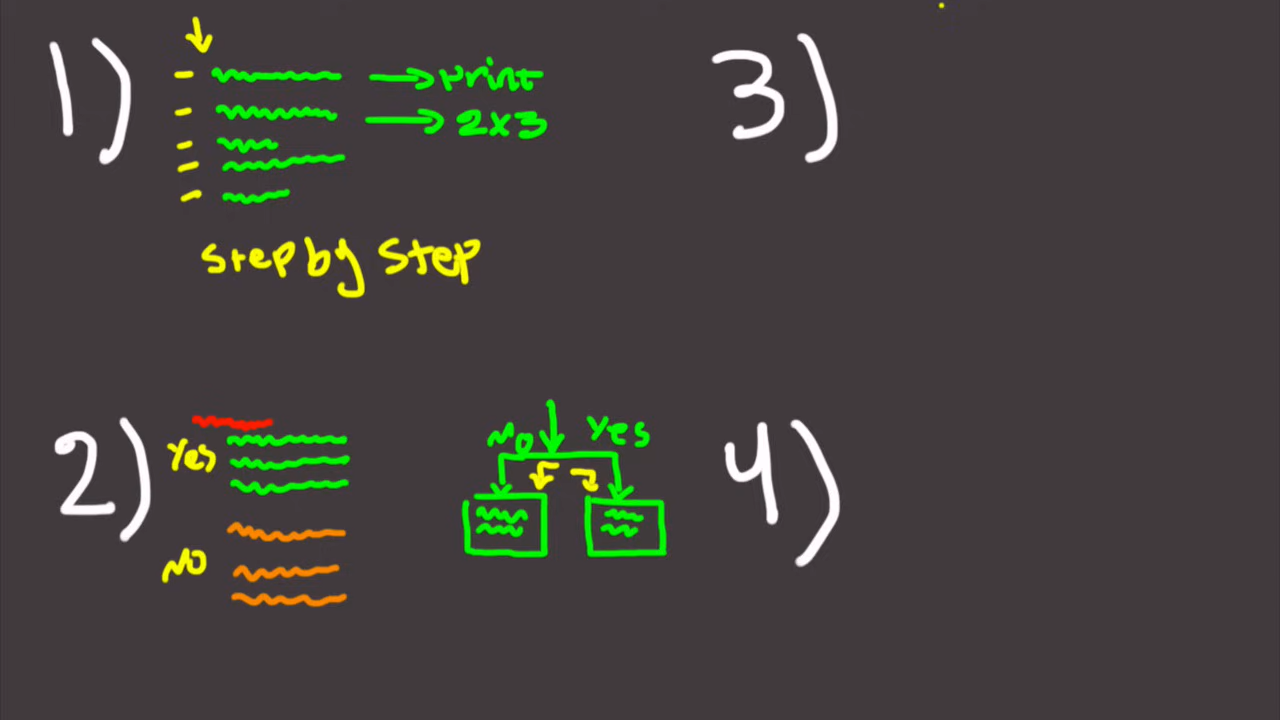 1)
print
2x3
step by step
2)
Yes
NO
NO
Yes
3)
4)